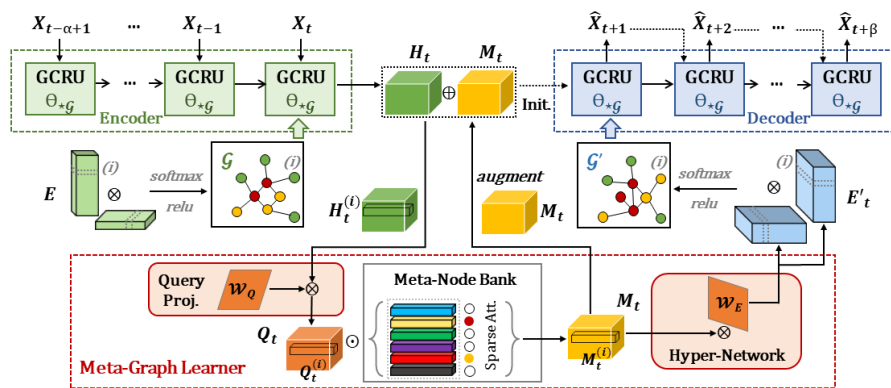 X_{t-α+1} ... X_{t-1} X_t
H_t M_t
X̂_{t+1} X̂_{t+2} ... X̂_{t+β}
GCRU ... GCRU GCRU
Θ_{⋆𝒢} Θ_{⋆𝒢} Θ_{⋆𝒢}
Encoder
⊕
Init.
GCRU GCRU ... GCRU
Θ_{⋆𝒢} Θ_{⋆𝒢} Θ_{⋆𝒢}
Decoder
E
(i)
⊗
softmax
relu
𝒢 (i)
H_t^{(i)}
augment
M_t
𝒢' (i)
softmax
relu
(i)
⊗
E'_t
Query
Proj.
𝒲_Q
⊗
Q_t
Q_t^{(i)}
⊙
Meta-Node Bank
Sparse Att.
M_t
M_t^{(i)}
⊗
𝒲_E
Hyper-Network
Meta-Graph Learner